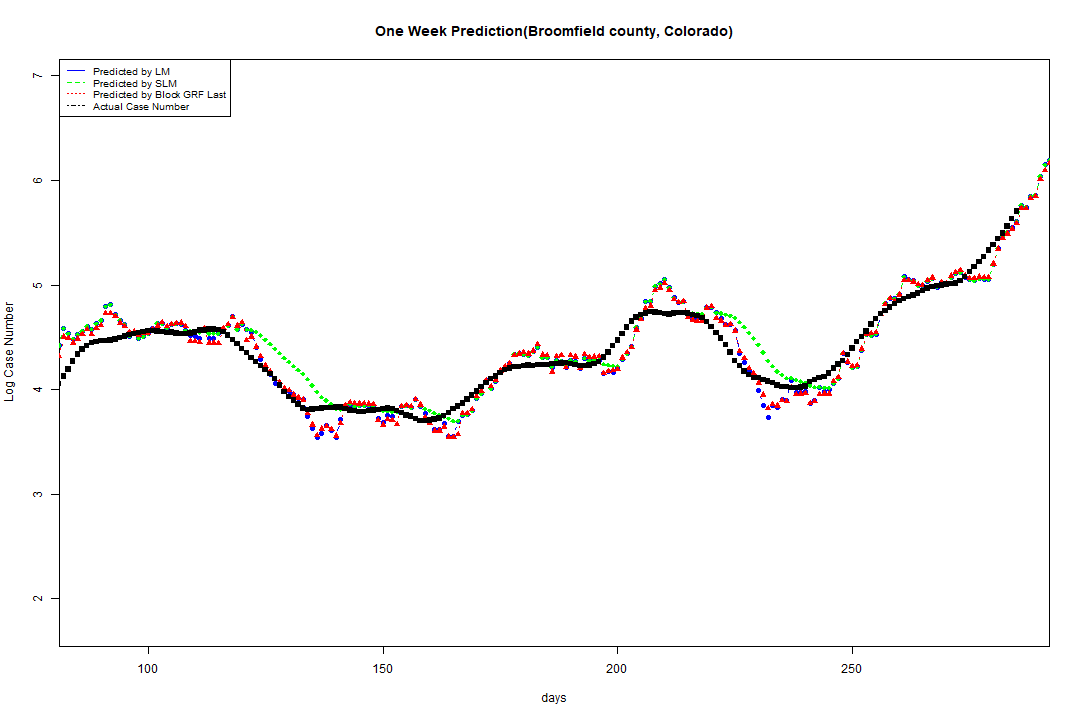 One Week Prediction(Broomfield county, Colorado)
Predicted by LM
Predicted by SLM
Predicted by Block GRF Last
Actual Case Number
Log Case Number
7
6
5
4
3
2
100 150 200 250
days